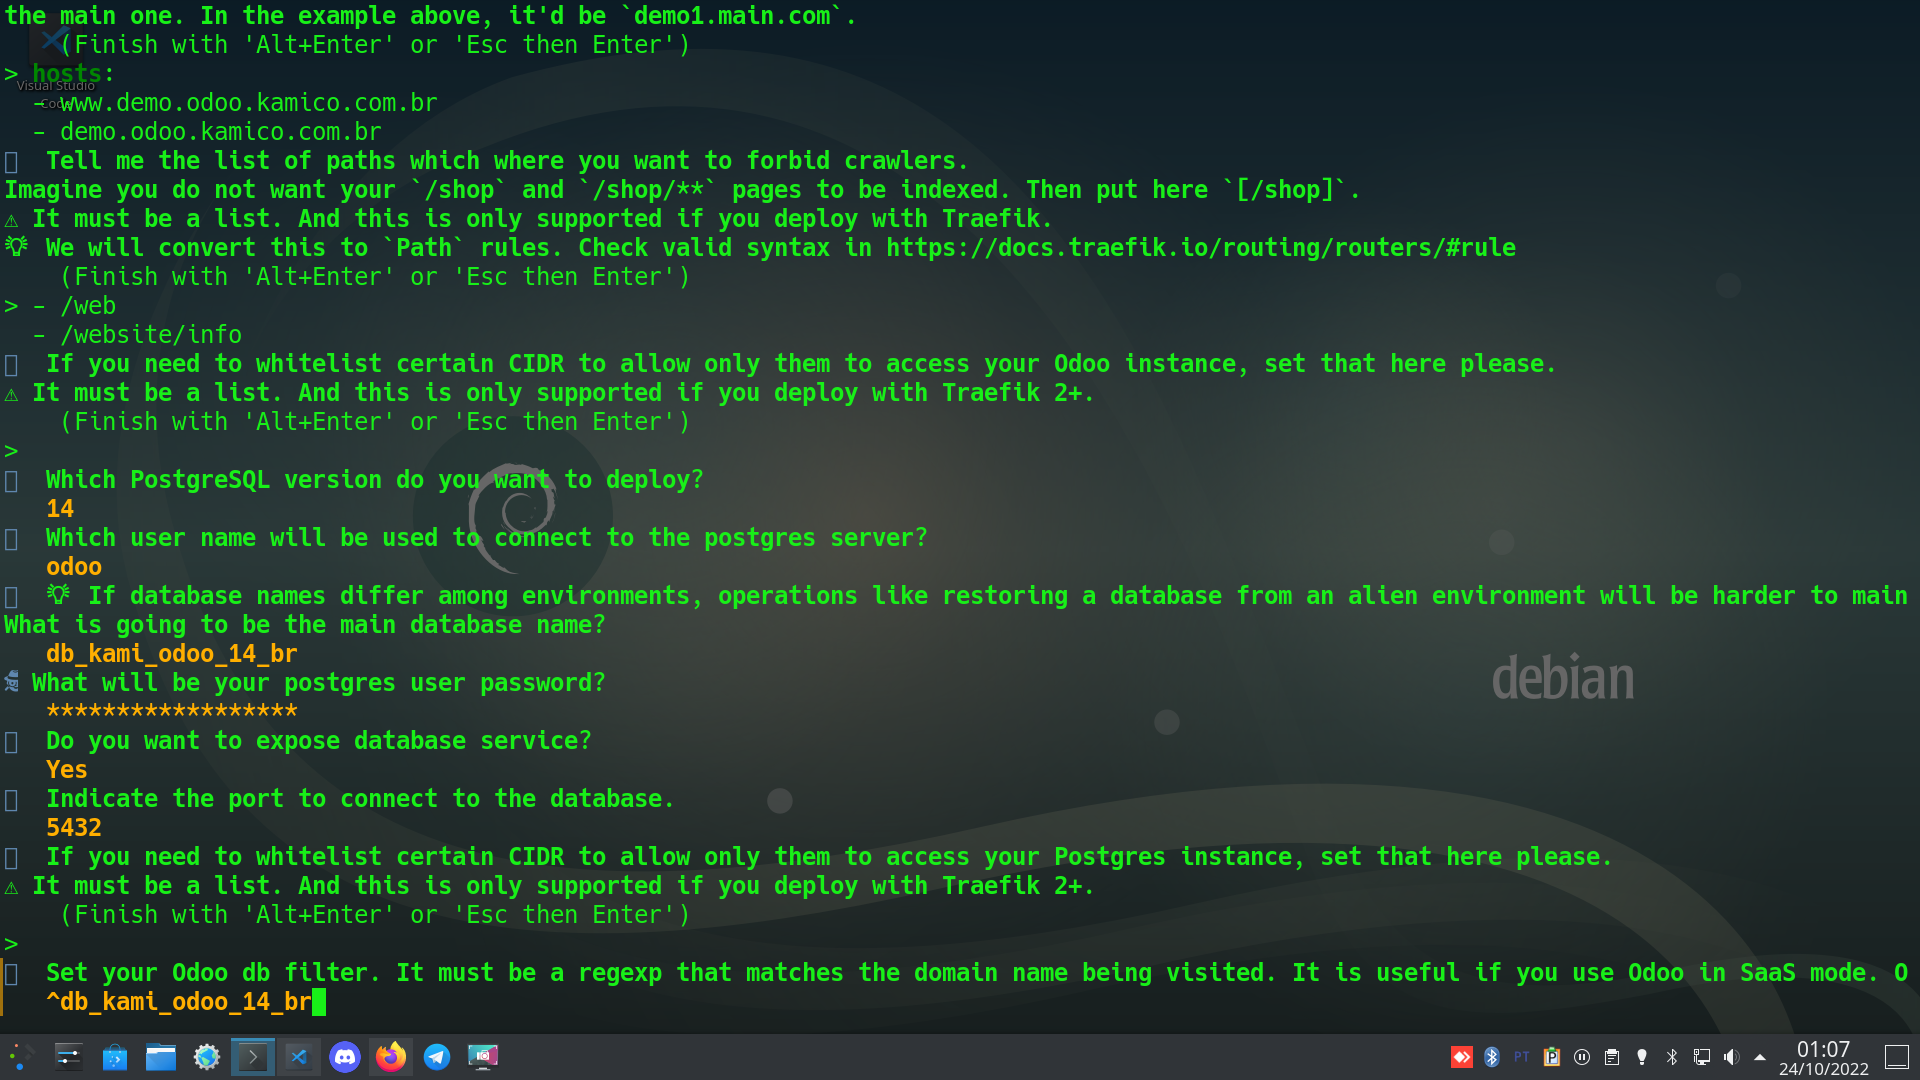 the main one. In the example above, it'd be `demo1.main.com`.
(Finish with 'Alt+Enter' or 'Esc then Enter')
> hosts:
Visual Studio
Code
- www.demo.odoo.kamico.com.br
- demo.odoo.kamico.com.br
Tell me the list of paths which where you want to forbid crawlers.
Imagine you do not want your `/shop` and `/shop/**` pages to be indexed. Then put here `[/shop]`.
⚠ It must be a list. And this is only supported if you deploy with Traefik.
💡 We will convert this to `Path` rules. Check valid syntax in https://docs.traefik.io/routing/routers/#rule
(Finish with 'Alt+Enter' or 'Esc then Enter')
> - /web
- /website/info
If you need to whitelist certain CIDR to allow only them to access your Odoo instance, set that here please.
⚠ It must be a list. And this is only supported if you deploy with Traefik 2+.
(Finish with 'Alt+Enter' or 'Esc then Enter')
>
Which PostgreSQL version do you want to deploy?
14
Which user name will be used to connect to the postgres server?
odoo
💡 If database names differ among environments, operations like restoring a database from an alien environment will be harder to main
What is going to be the main database name?
db_kami_odoo_14_br
What will be your postgres user password?
******************
debian
Do you want to expose database service?
Yes
Indicate the port to connect to the database.
5432
If you need to whitelist certain CIDR to allow only them to access your Postgres instance, set that here please.
⚠ It must be a list. And this is only supported if you deploy with Traefik 2+.
(Finish with 'Alt+Enter' or 'Esc then Enter')
>
Set your Odoo db filter. It must be a regexp that matches the domain name being visited. It is useful if you use Odoo in SaaS mode. O
^db_kami_odoo_14_br
PT
01:07
24/10/2022